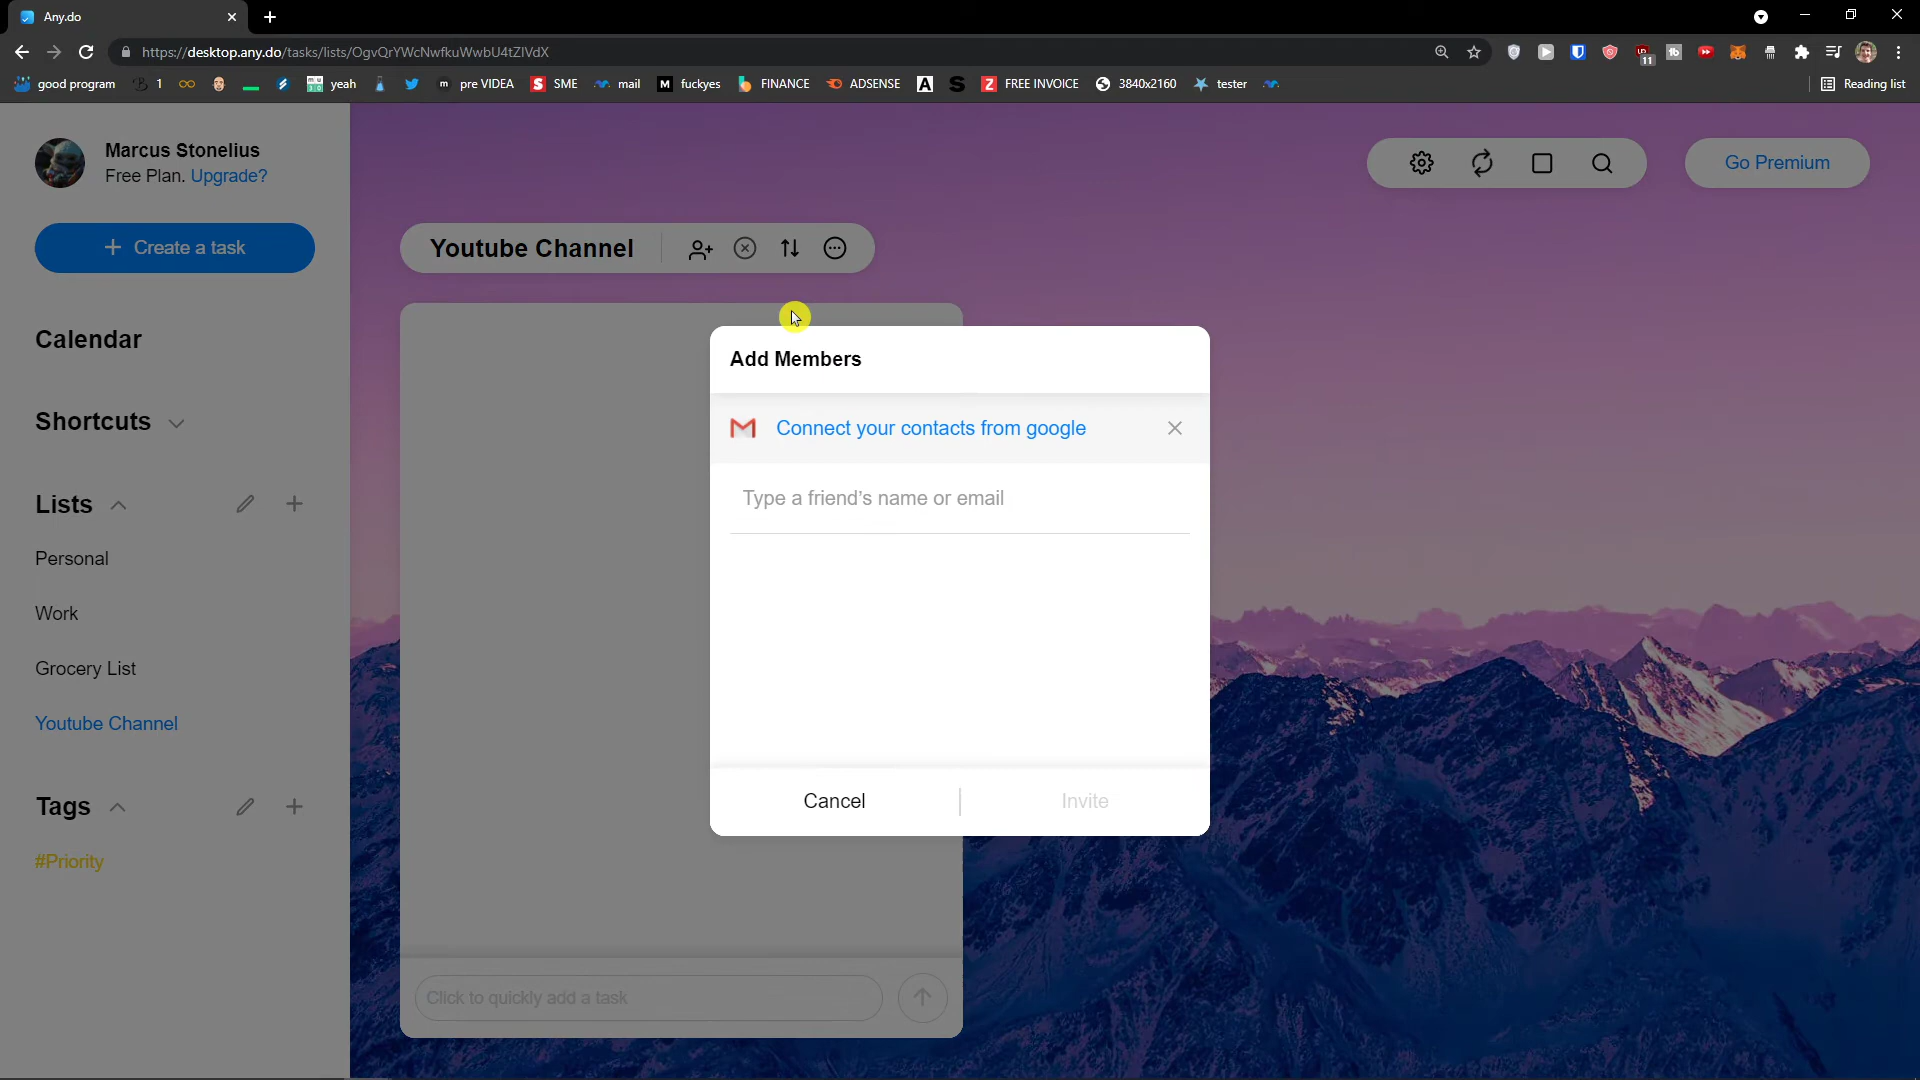 Any.do
https://desktop.any.do/tasks/lists/OgvQrYWcNwfkuWwbU4tZIVdX
11
good program
1
yeah
m pre VIDEA
S SME
mail
M fuckyes
FINANCE
ADSENSE
A
S
Z FREE INVOICE
3840x2160
tester
Reading list
Marcus Stonelius
Free Plan. Upgrade?
Go Premium
+ Create a task
Youtube Channel
Calendar
Add Members
Shortcuts
Connect your contacts from google
Lists
Type a friend's name or email
Personal
Work
Grocery List
Youtube Channel
Tags
Cancel
Invite
#Priority
Click to quickly add a task